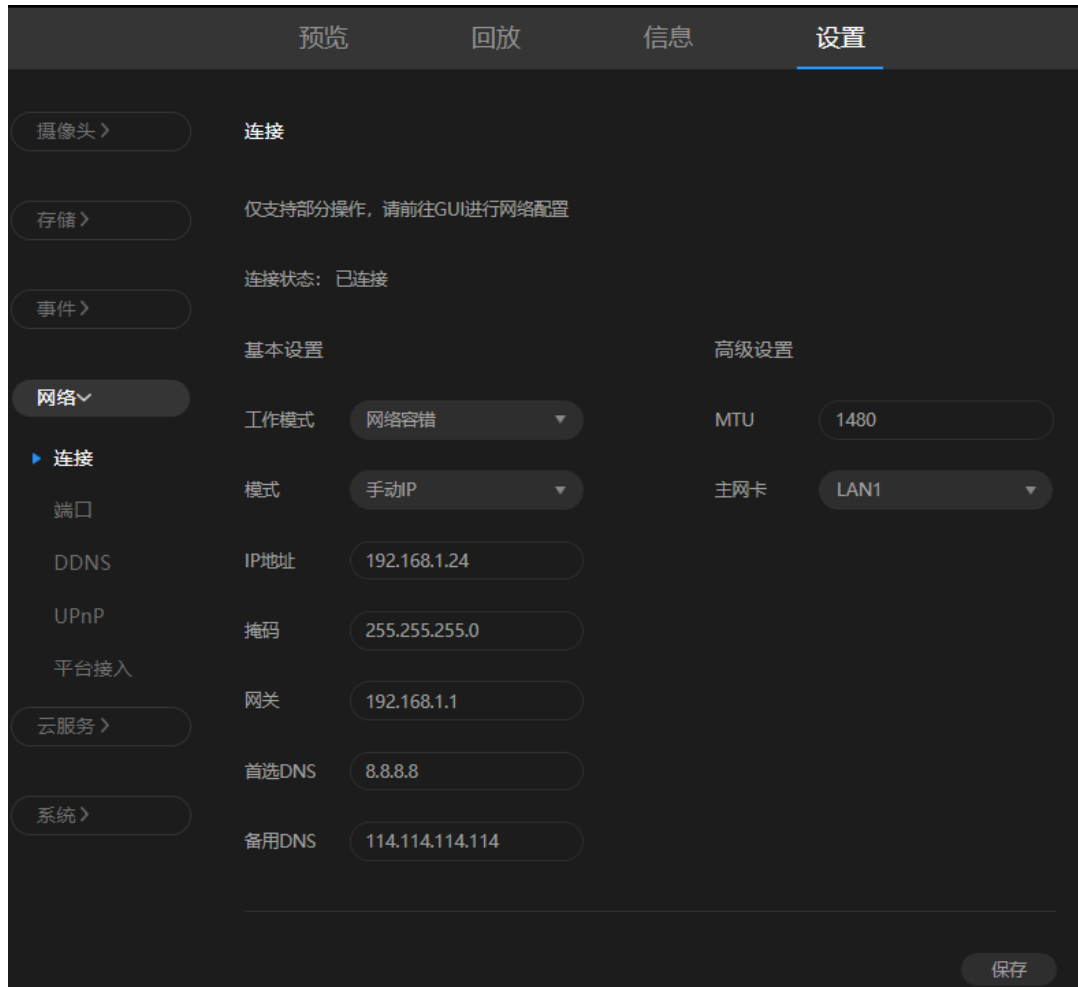 预览 回放 信息 设置
摄像头
存储
事件
网络
连接
端口
DDNS
UPnP
平台接入
云服务
系统
连接
仅支持部分操作，请前往GUI进行网络配置
连接状态： 已连接
基本设置 高级设置
工作模式 网络容错 MTU 1480
模式 手动IP 主网卡 LAN1
IP地址 192.168.1.24
掩码 255.255.255.0
网关 192.168.1.1
首选DNS 8.8.8.8
备用DNS 114.114.114.114
保存